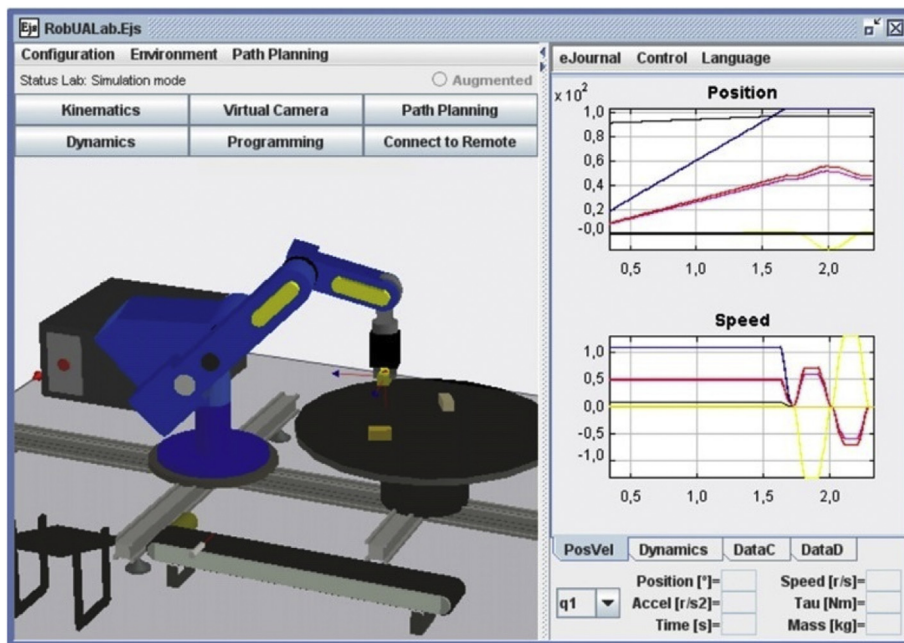 Ejs RobUALab.Ejs
Configuration Environment Path Planning
Status Lab: Simulation mode Augmented
Kinematics Virtual Camera Path Planning
Dynamics Programming Connect to Remote
eJournal Control Language
Position
x 10²
1,0
0,8
0,6
0,4
0,2
-0,0
0,5 1,0 1,5 2,0
Speed
1,0
0,5
0,0
-0,5
-1,0
0,5 1,0 1,5 2,0
PosVel Dynamics DataC DataD
Position [°]= Speed [r/s]=
q1 Accel [r/s2]= Tau [Nm]=
Time [s]= Mass [kg]=